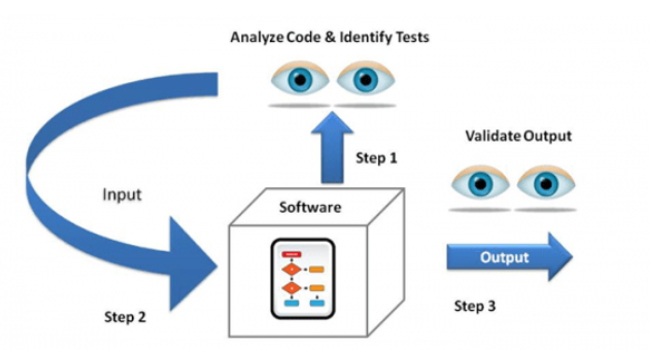 Analyze Code & Identify Tests
Step 1
Validate Output
Input
Software
Output
Step 2
Step 3